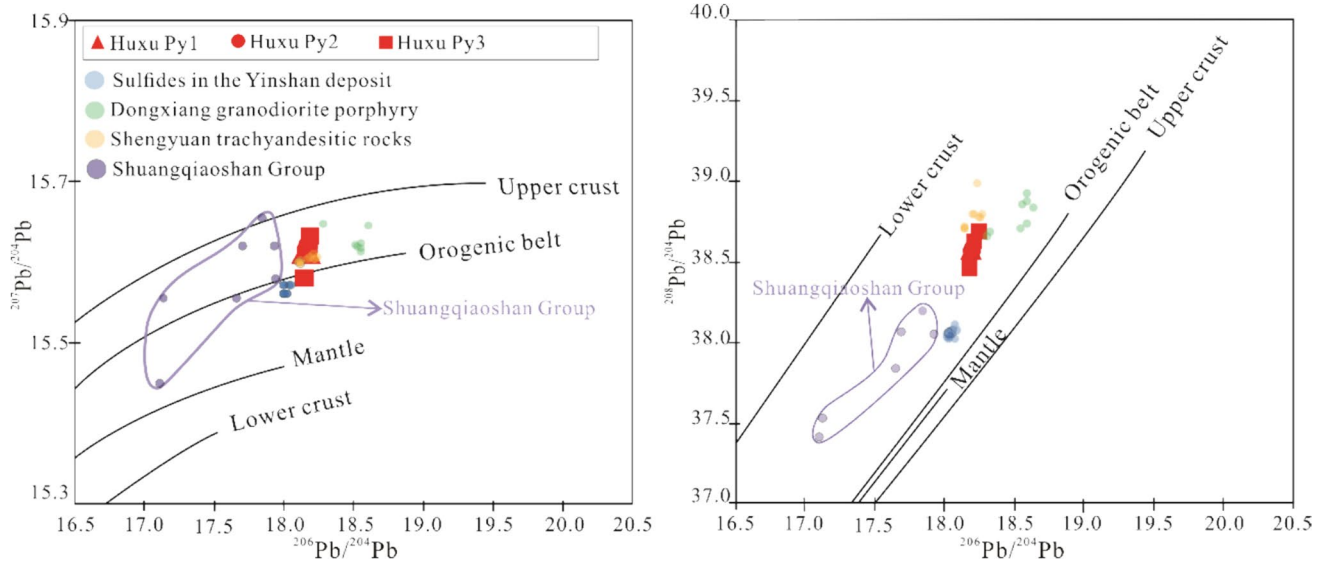 15.9
Huxu Py1 Huxu Py2 Huxu Py3
Sulfides in the Yinshan deposit
Dongxiang granodiorite porphyry
Shengyuan trachyandesitic rocks
Shuangqiaoshan Group
15.7
Upper crust
Orogenic belt
Shuangqiaoshan Group
15.5
Mantle
Lower crust
15.3
²⁰⁷Pb/²⁰⁴Pb
16.5 17.0 17.5 18.0 18.5 19.0 19.5 20.0 20.5
²⁰⁶Pb/²⁰⁴Pb
40.0
39.5
39.0
38.5
38.0
37.5
37.0
²⁰⁸Pb/²⁰⁴Pb
Lower crust
Orogenic belt
Upper crust
Shuangqiaoshan Group
Mantle
16.5 17.0 17.5 18.0 18.5 19.0 19.5 20.0 20.5
²⁰⁶Pb/²⁰⁴Pb